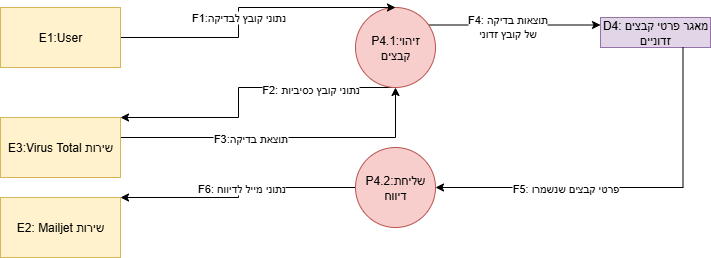 E1:User
F1:נתוני קובץ לבדיקה
P4.1:זיהוי
קבצים
F4: תוצאות בדיקה
של קובץ זדוני
D4: מאגר פרטי קבצים
זדוניים
F2: נתוני קובץ כסיביות
F3:תוצאת בדיקה
E3:Virus Total שירות
P4.2:שליחת
דיווח
F5: פרטי קבצים שנשמרו
F6: נתוני מייל לדיווח
E2: Mailjet שירות